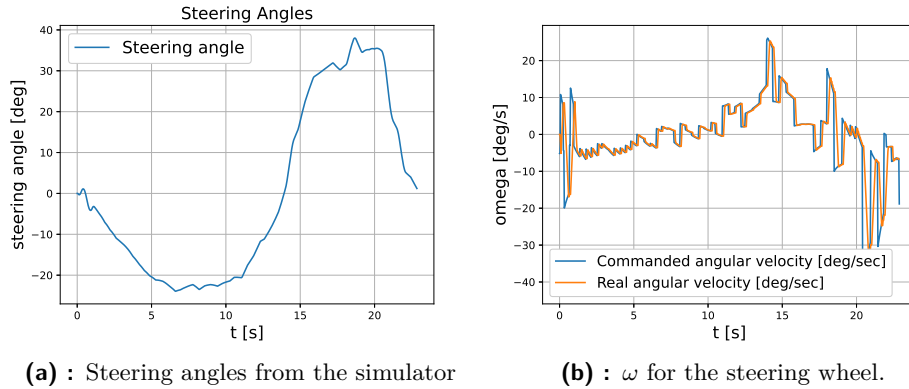 Steering Angles
40
30
20
10
0
−10
−20
steering angle [deg]
Steering angle
0
5
10
15
20
t [s]
20
10
0
−10
−20
−30
−40
omega [deg/s]
Commanded angular velocity [deg/sec]
Real angular velocity [deg/sec]
0
5
10
15
20
t [s]
(a) : Steering angles from the simulator
(b) : ω for the steering wheel.